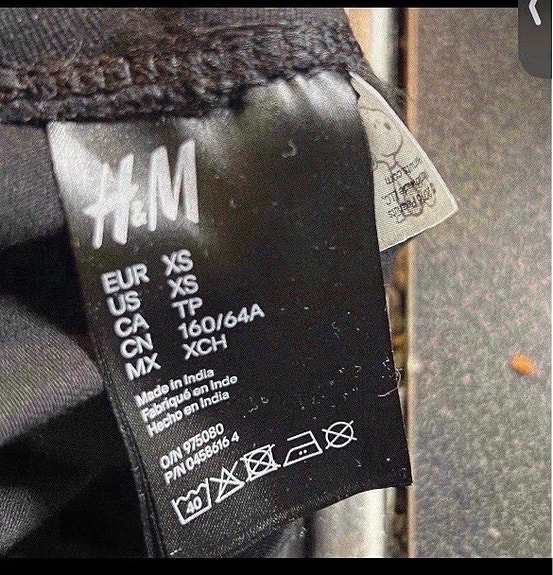 H&M
EUR XS
US XS
CA TP
CN 160/64A
MX XCH
Made in India
Fabriqué en Inde
Hecho en India
O/N 975080
P/N 0458616 4
40